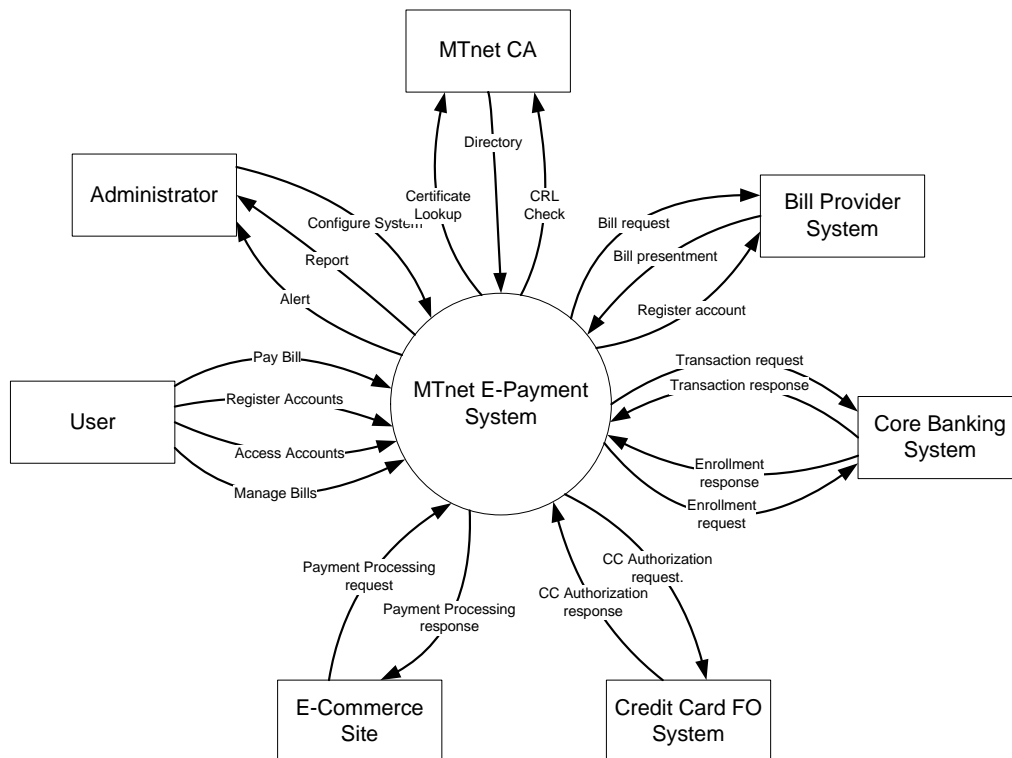 MTnet CA
Directory
Certificate
Lookup
CRL
Check
Administrator
Configure System
Report
Alert
Bill Provider
System
Bill request
Bill presentment
Register account
MTnet E-Payment
System
User
Pay Bill
Register Accounts
Access Accounts
Manage Bills
Transaction request
Transaction response
Enrollment
response
Enrollment
request
Core Banking
System
Payment Processing
request
Payment Processing
response
CC Authorization
request.
CC Authorization
response
E-Commerce
Site
Credit Card FO
System